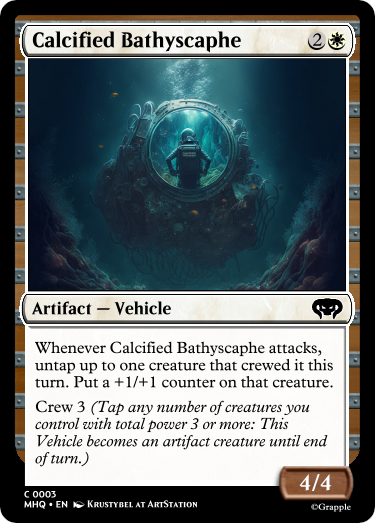 Calcified Bathyscaphe 2
Artifact — Vehicle
Whenever Calcified Bathyscaphe attacks,
untap up to one creature that crewed it this
turn. Put a +1/+1 counter on that creature.
Crew 3 (Tap any number of creatures you
control with total power 3 or more: This
Vehicle becomes an artifact creature until end
of turn.)
4/4
C 0003
MHQ • EN KRUSTYBEL AT ARTSTATION
©Grapple